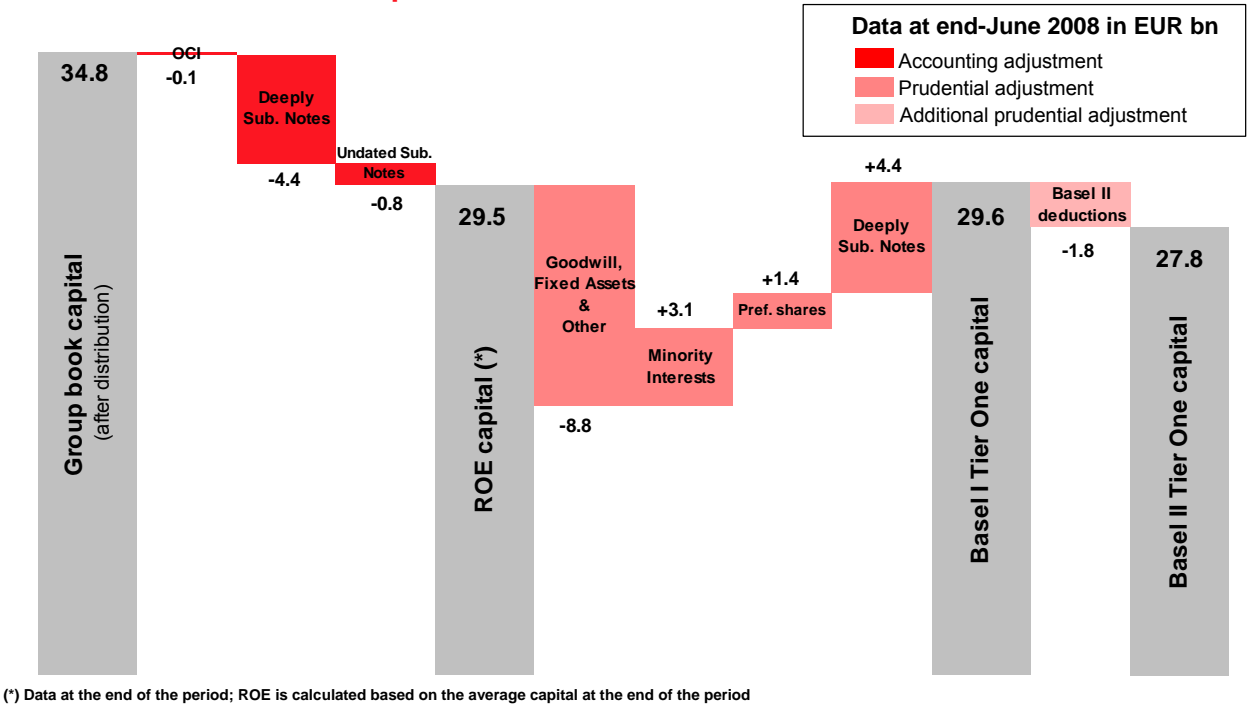 Data at end-June 2008 in EUR bn
Accounting adjustment
Prudential adjustment
Additional prudential adjustment
34.8
Group book capital
(after distribution)
OCI
-0.1
Deeply
Sub. Notes
-4.4
Undated Sub.
Notes
-0.8
29.5
ROE capital (*)
Goodwill,
Fixed Assets
&
Other
-8.8
+3.1
Minority
Interests
+1.4
Pref. shares
+4.4
Deeply
Sub. Notes
29.6
Basel I Tier One capital
Basel II
deductions
-1.8
27.8
Basel II Tier One capital
(*) Data at the end of the period; ROE is calculated based on the average capital at the end of the period